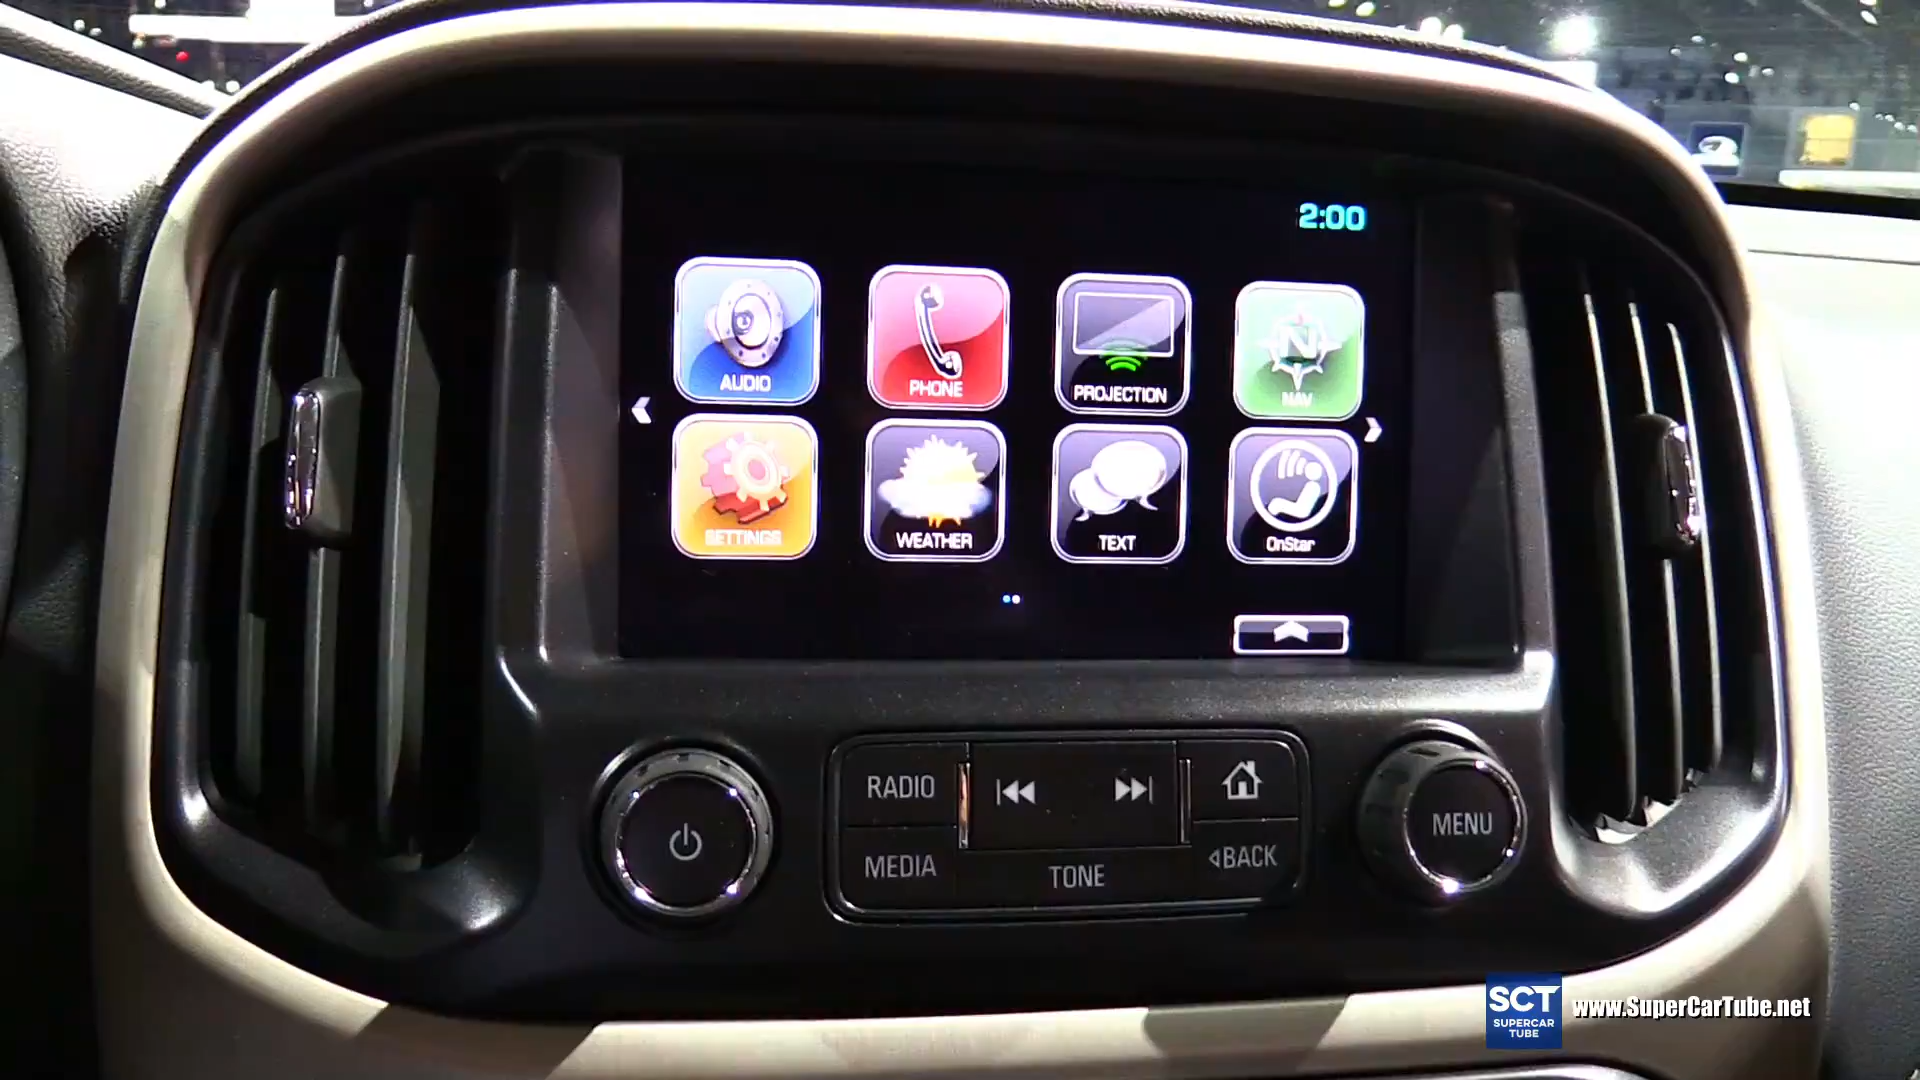 2:00
AUDIO
PHONE
PROJECTION
N
NAV
SETTINGS
WEATHER
TEXT
OnStar
RADIO
MEDIA
TONE
BACK
MENU
SCT
SUPERCAR
TUBE
www.SuperCarTube.net